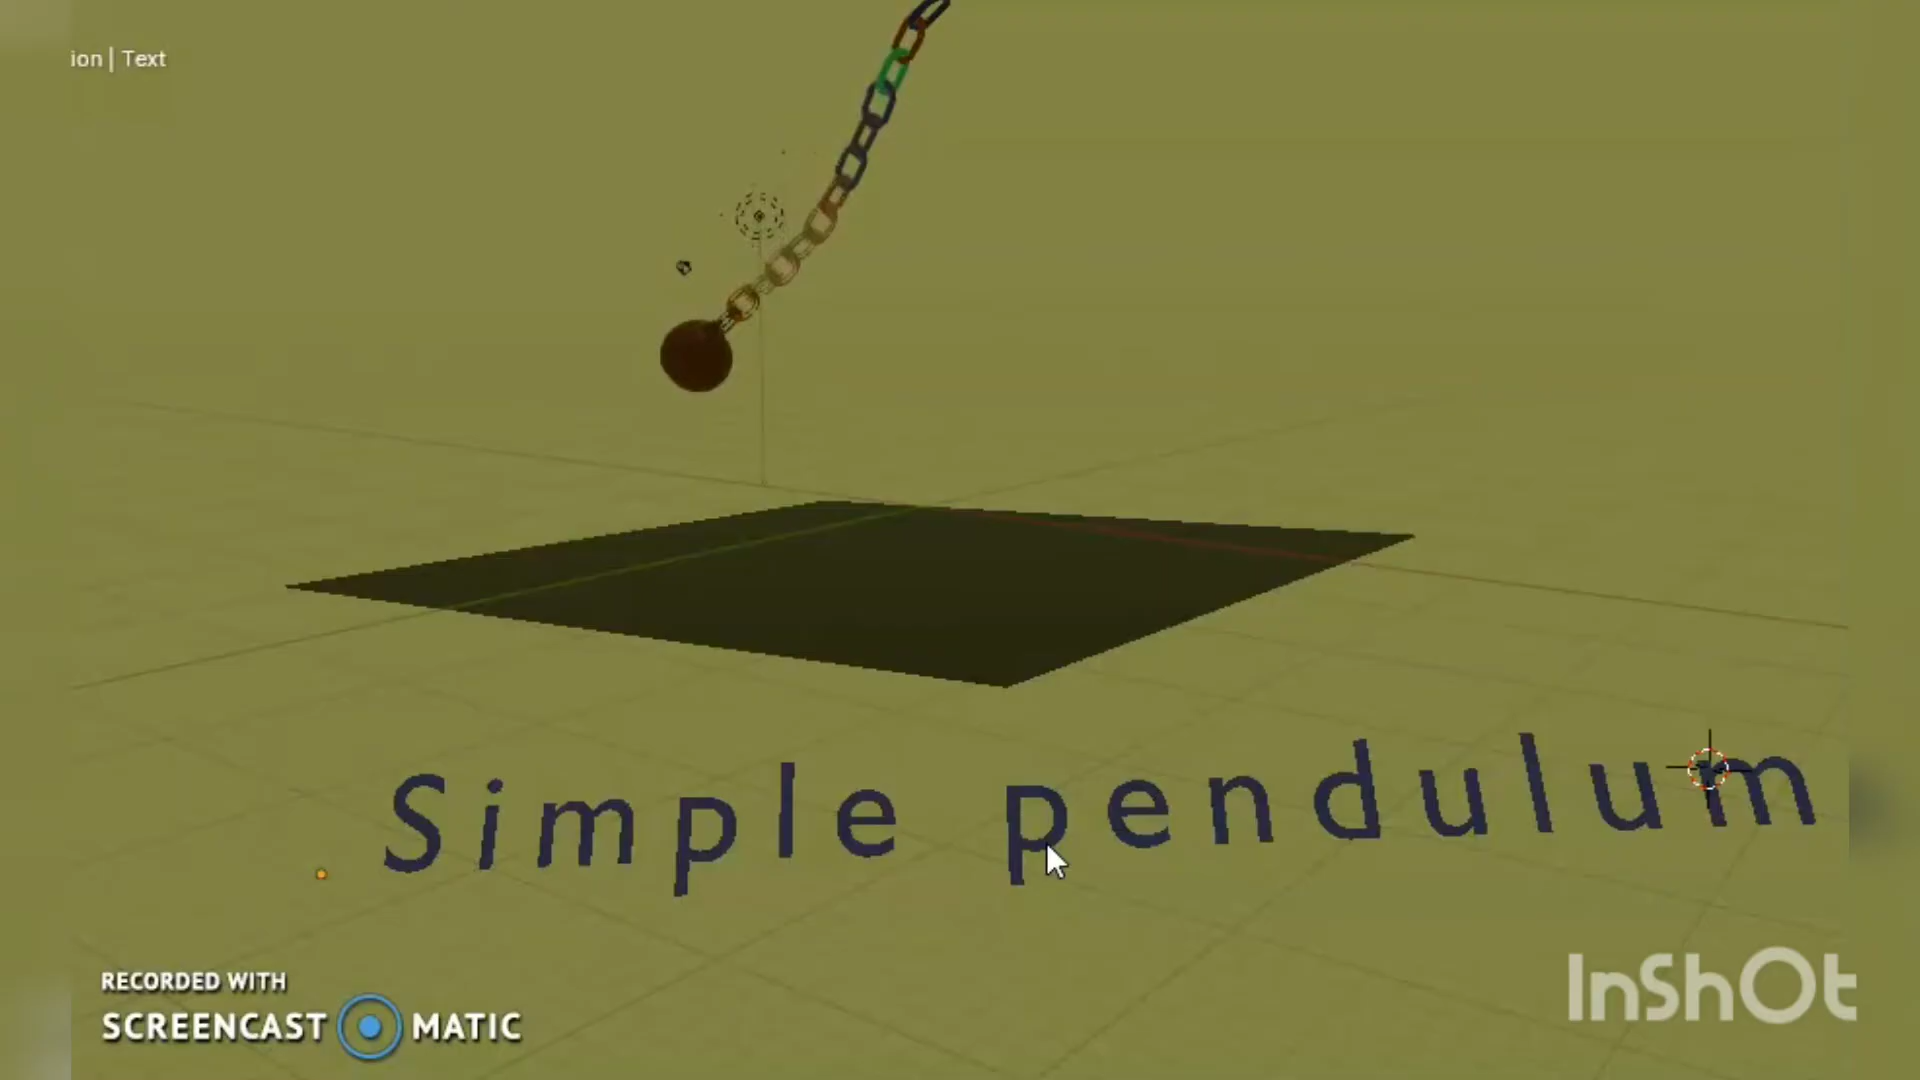 ion | Text
Simple pendulum
RECORDED WITH
SCREENCAST MATIC
InShOt